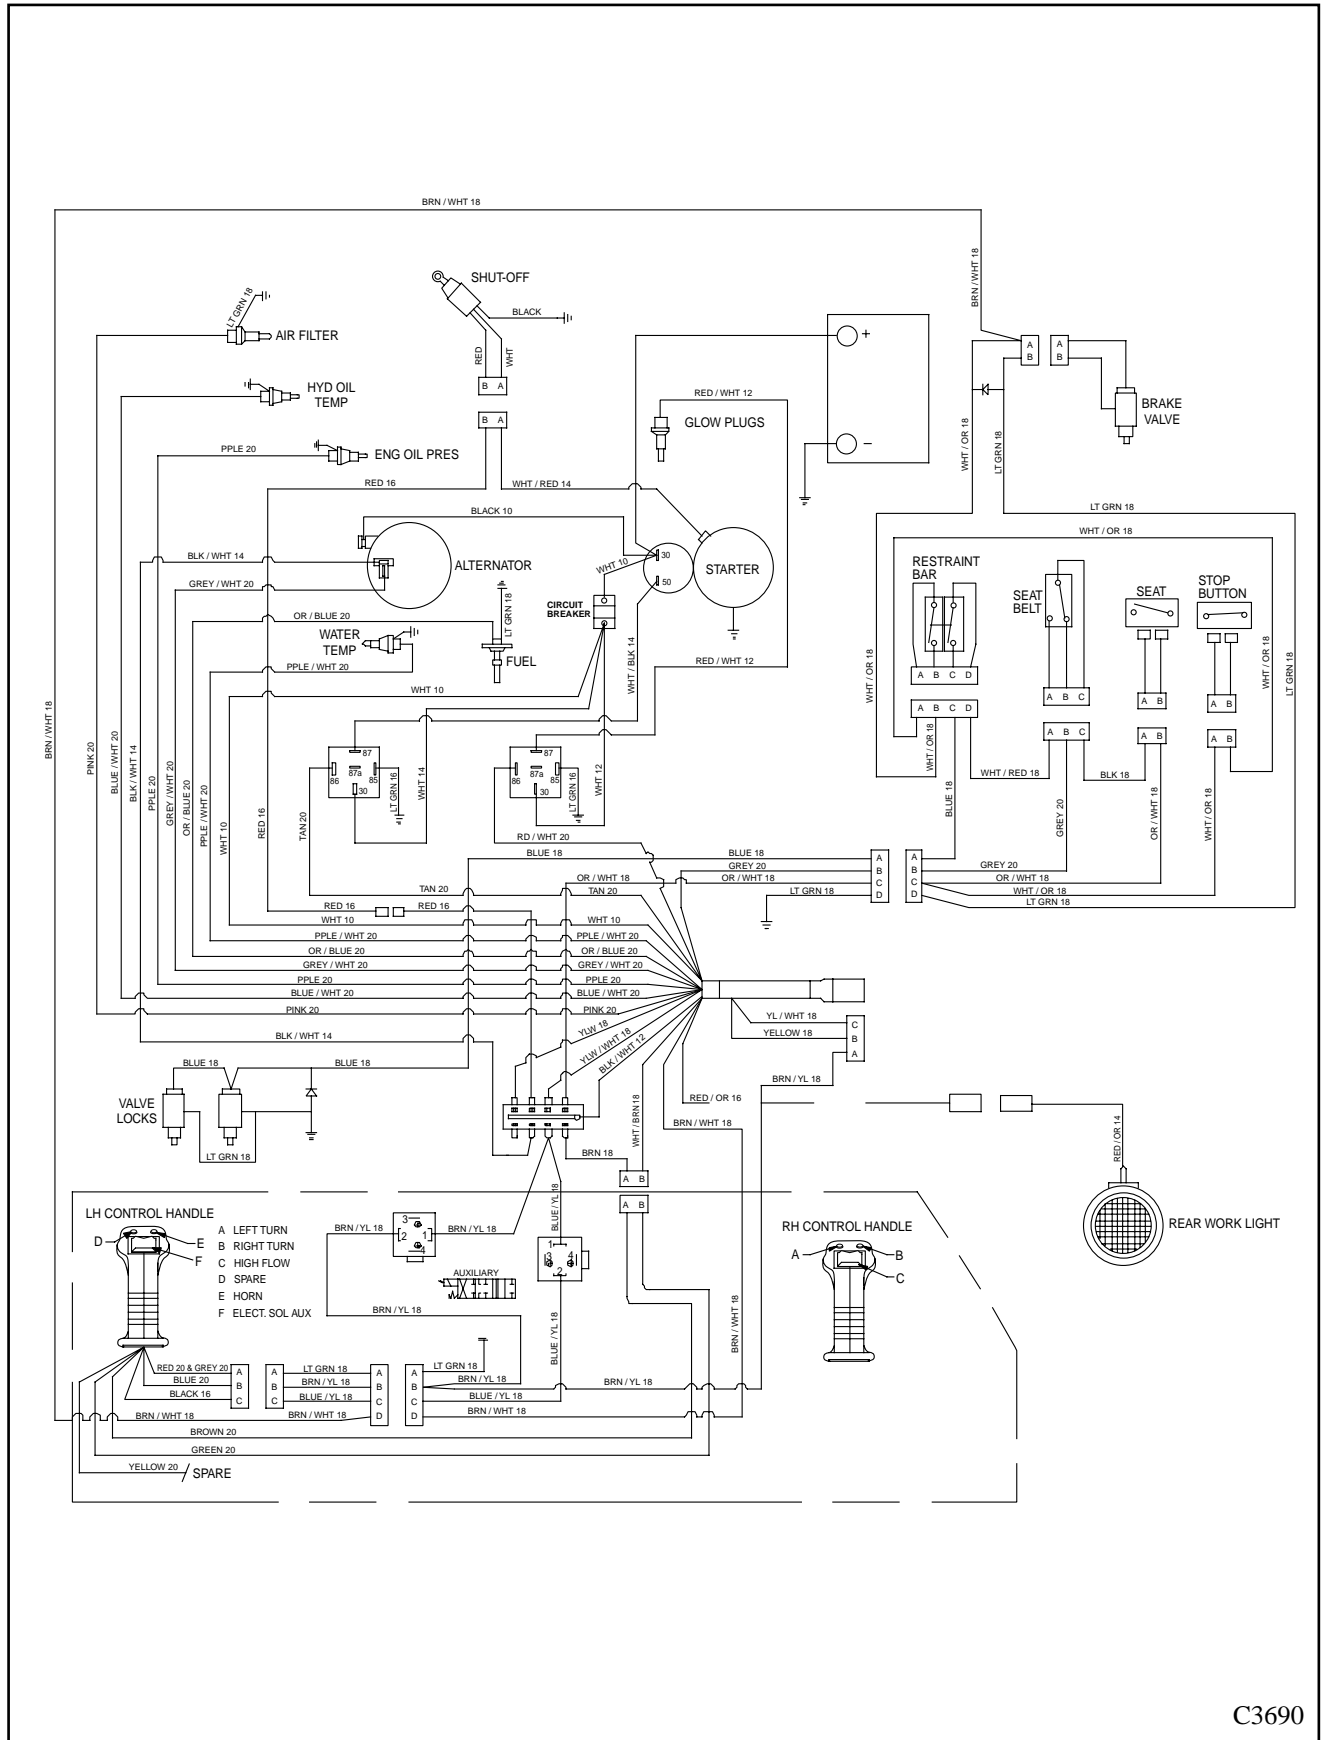 BRN / WHT 18
SHUT-OFF
BLACK
LT GRN 18
AIR FILTER
RED
WHT
BRN / WHT 18
+
A
B
A
B
HYD OIL
TEMP
B A
RED / WHT 12
GLOW PLUGS
BRAKE
VALVE
B A
WHT / OR 18
LT GRN 18
PPLE 20
ENG OIL PRES
−
RED 16
WHT / RED 14
BLACK 10
LT GRN 18
WHT / OR 18
BLK / WHT 14
ALTERNATOR
WHT 10
30
50
STARTER
RESTRAINT
BAR
SEAT
BELT
SEAT
STOP
BUTTON
GREY / WHT 20
LT GRN 18
CIRCUIT
BREAKER
OR / BLUE 20
WATER
TEMP
FUEL
PPLE / WHT 20
WHT / BLK 14
RED / WHT 12
WHT / OR 18
WHT / OR 18
LT GRN 18
A B C D
A B C
A B
A B
WHT 10
A B C D
A B C
A B
A B
BRN / WHT 18
PINK 20
BLUE / WHT 20
BLK / WHT 14
PPLE 20
GREY / WHT 20
OR / BLUE 20
PPLE / WHT 20
WHT 10
RED 16
TAN 20
87
86
87a
85
30
LT GRN 16
WHT 14
87
86
87a
85
30
LT GRN 16
WHT 12
WHT / OR 18
WHT / RED 18
BLK 18
BLUE 18
GREY 20
OR / WHT 18
WHT / OR 18
RD / WHT 20
BLUE 18
BLUE 18
GREY 20
OR / WHT 18
OR / WHT 18
LT GRN 18
A
B
C
D
A
B
C
D
GREY 20
OR / WHT 18
WHT / OR 18
LT GRN 18
TAN 20
TAN 20
RED 16
RED 16
WHT 10
WHT 10
PPLE / WHT 20
PPLE / WHT 20
OR / BLUE 20
OR / BLUE 20
GREY / WHT 20
GREY / WHT 20
PPLE 20
PPLE 20
BLUE / WHT 20
BLUE / WHT 20
PINK 20
PINK 20
BLK / WHT 14
YLW 18
YLW / WHT 18
BLK / WHT 12
YL / WHT 18
YELLOW 18
C
B
A
BLUE 18
BLUE 18
BRN / YL 18
VALVE
LOCKS
RED / OR 16
WHT / BRN 18
BRN / WHT 18
RED / OR 14
LT GRN 18
BRN 18
A B
A B
BLUE / YL 18
LH CONTROL HANDLE
D
E
F
A LEFT TURN
B RIGHT TURN
C HIGH FLOW
D SPARE
E HORN
F ELECT. SOL AUX
BRN / YL 18
3
2
1
4
BRN / YL 18
1
3
4
2
RH CONTROL HANDLE
A
B
C
REAR WORK LIGHT
AUXILIARY
BRN / YL 18
BLUE / YL 18
BRN / WHT 18
RED 20 & GREY 20
BLUE 20
BLACK 16
A
B
C
A
B
C
LT GRN 18
BRN / YL 18
BLUE / YL 18
A
B
C
D
A
B
C
D
LT GRN 18
BRN / YL 18
BRN / YL 18
BLUE / YL 18
BRN / WHT 18
BRN / WHT 18
BRN / WHT 18
BROWN 20
GREEN 20
YELLOW 20
SPARE
C3690